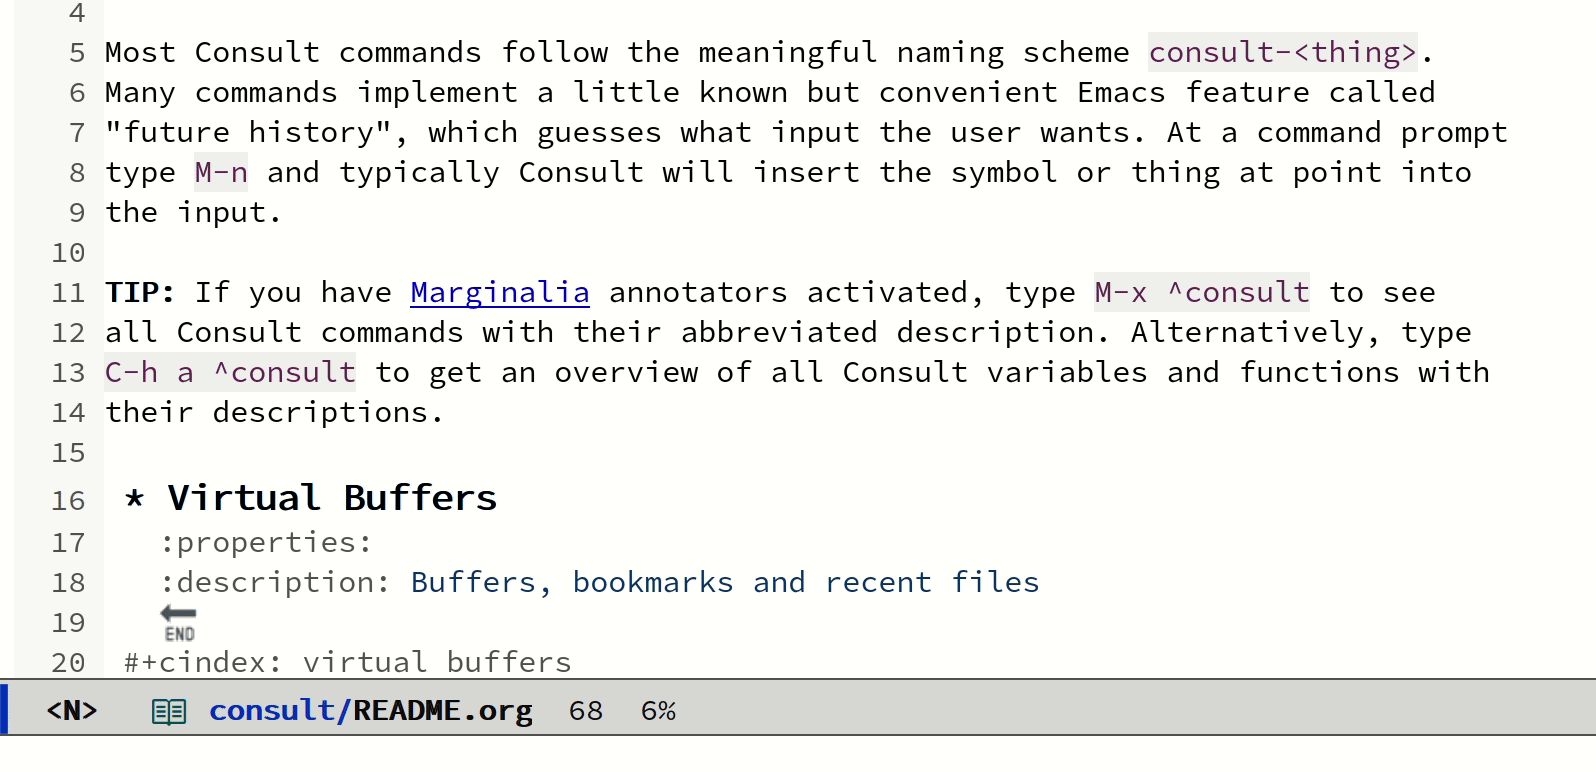 4
5 Most Consult commands follow the meaningful naming scheme consult-<thing>.
6 Many commands implement a little known but convenient Emacs feature called
7 "future history", which guesses what input the user wants. At a command prompt
8 type M-n and typically Consult will insert the symbol or thing at point into
9 the input.
10
11 TIP: If you have Marginalia annotators activated, type M-x ^consult to see
12 all Consult commands with their abbreviated description. Alternatively, type
13 C-h a ^consult to get an overview of all Consult variables and functions with
14 their descriptions.
15
16 * Virtual Buffers
17 :properties:
18 :description: Buffers, bookmarks and recent files
19 END
20 #+cindex: virtual buffers
<N> consult/README.org 68 6%